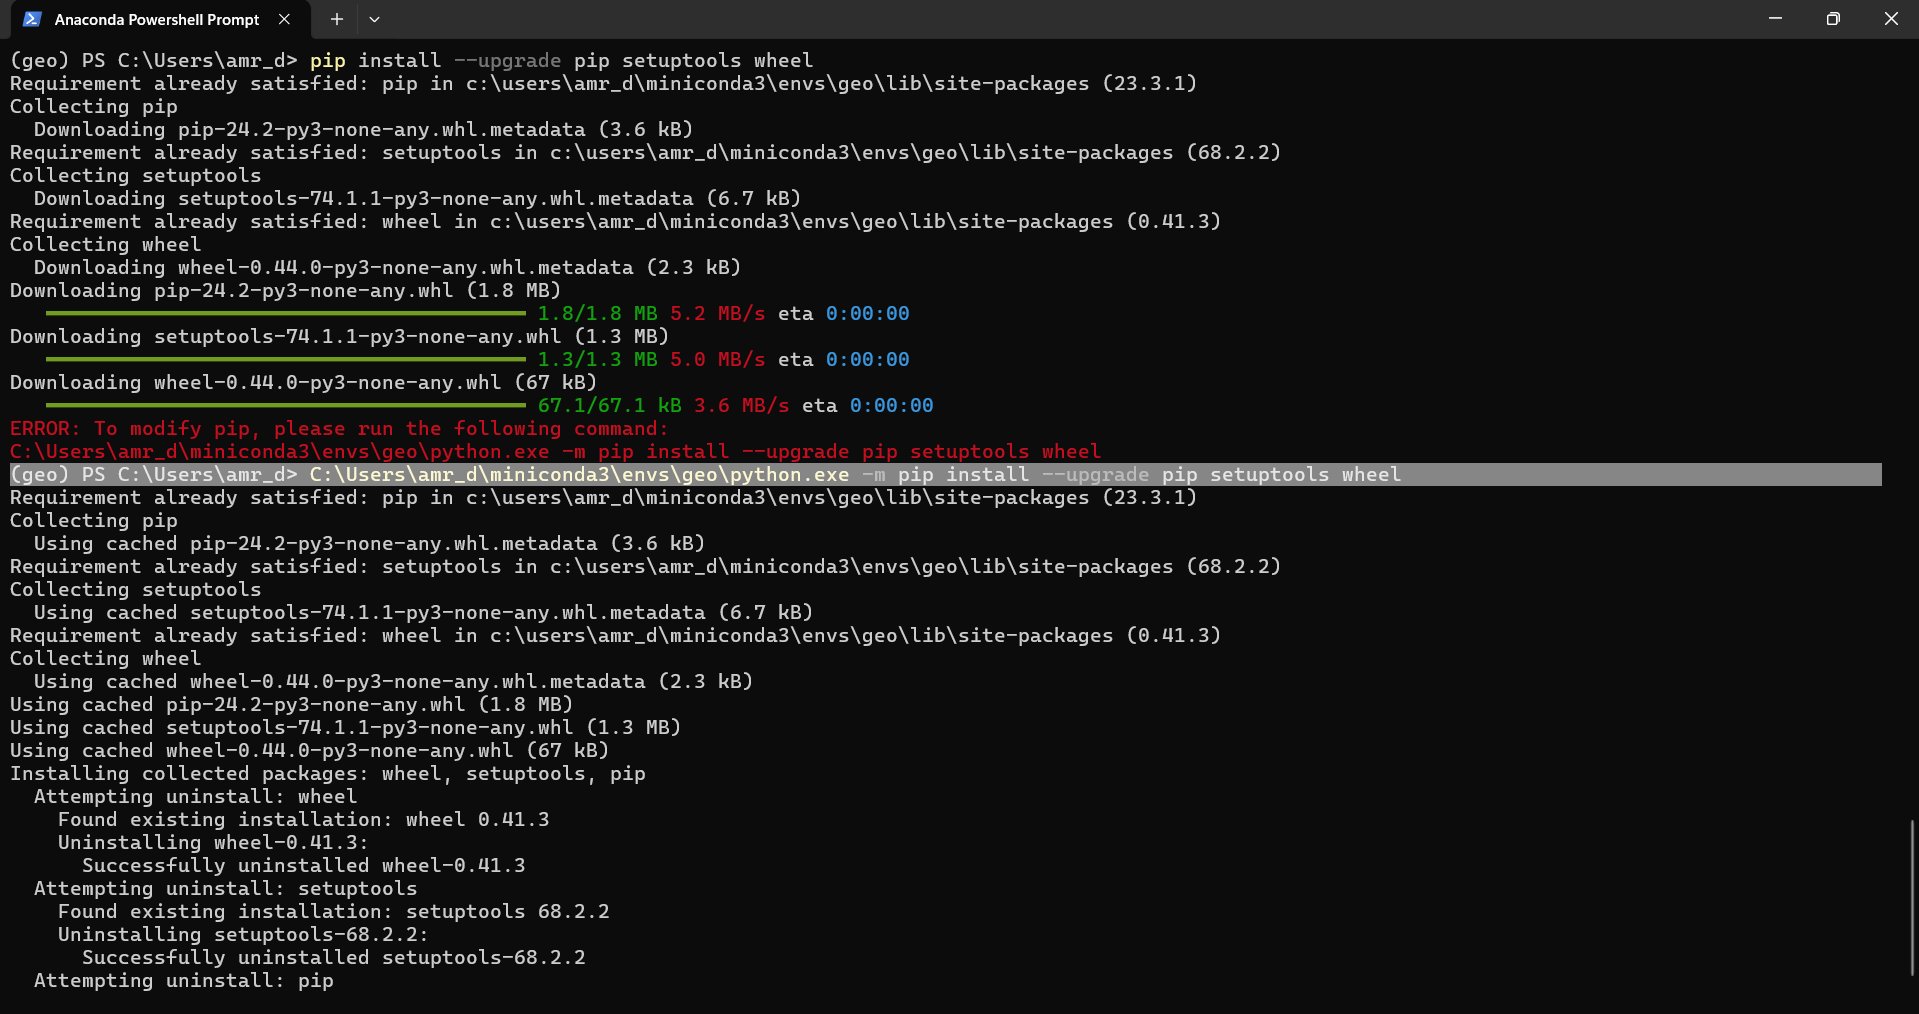 Anaconda Powershell Prompt
(geo) PS C:\Users\amr_d> pip install --upgrade pip setuptools wheel
Requirement already satisfied: pip in c:\users\amr_d\miniconda3\envs\geo\lib\site-packages (23.3.1)
Collecting pip
  Downloading pip-24.2-py3-none-any.whl.metadata (3.6 kB)
Requirement already satisfied: setuptools in c:\users\amr_d\miniconda3\envs\geo\lib\site-packages (68.2.2)
Collecting setuptools
  Downloading setuptools-74.1.1-py3-none-any.whl.metadata (6.7 kB)
Requirement already satisfied: wheel in c:\users\amr_d\miniconda3\envs\geo\lib\site-packages (0.41.3)
Collecting wheel
  Downloading wheel-0.44.0-py3-none-any.whl.metadata (2.3 kB)
Downloading pip-24.2-py3-none-any.whl (1.8 MB)
1.8/1.8 MB 5.2 MB/s eta 0:00:00
Downloading setuptools-74.1.1-py3-none-any.whl (1.3 MB)
1.3/1.3 MB 5.0 MB/s eta 0:00:00
Downloading wheel-0.44.0-py3-none-any.whl (67 kB)
67.1/67.1 kB 3.6 MB/s eta 0:00:00
ERROR: To modify pip, please run the following command:
C:\Users\amr_d\miniconda3\envs\geo\python.exe -m pip install --upgrade pip setuptools wheel
(geo) PS C:\Users\amr_d> C:\Users\amr_d\miniconda3\envs\geo\python.exe -m pip install --upgrade pip setuptools wheel
Requirement already satisfied: pip in c:\users\amr_d\miniconda3\envs\geo\lib\site-packages (23.3.1)
Collecting pip
  Using cached pip-24.2-py3-none-any.whl.metadata (3.6 kB)
Requirement already satisfied: setuptools in c:\users\amr_d\miniconda3\envs\geo\lib\site-packages (68.2.2)
Collecting setuptools
  Using cached setuptools-74.1.1-py3-none-any.whl.metadata (6.7 kB)
Requirement already satisfied: wheel in c:\users\amr_d\miniconda3\envs\geo\lib\site-packages (0.41.3)
Collecting wheel
  Using cached wheel-0.44.0-py3-none-any.whl.metadata (2.3 kB)
Using cached pip-24.2-py3-none-any.whl (1.8 MB)
Using cached setuptools-74.1.1-py3-none-any.whl (1.3 MB)
Using cached wheel-0.44.0-py3-none-any.whl (67 kB)
Installing collected packages: wheel, setuptools, pip
  Attempting uninstall: wheel
    Found existing installation: wheel 0.41.3
    Uninstalling wheel-0.41.3:
      Successfully uninstalled wheel-0.41.3
  Attempting uninstall: setuptools
    Found existing installation: setuptools 68.2.2
    Uninstalling setuptools-68.2.2:
      Successfully uninstalled setuptools-68.2.2
  Attempting uninstall: pip